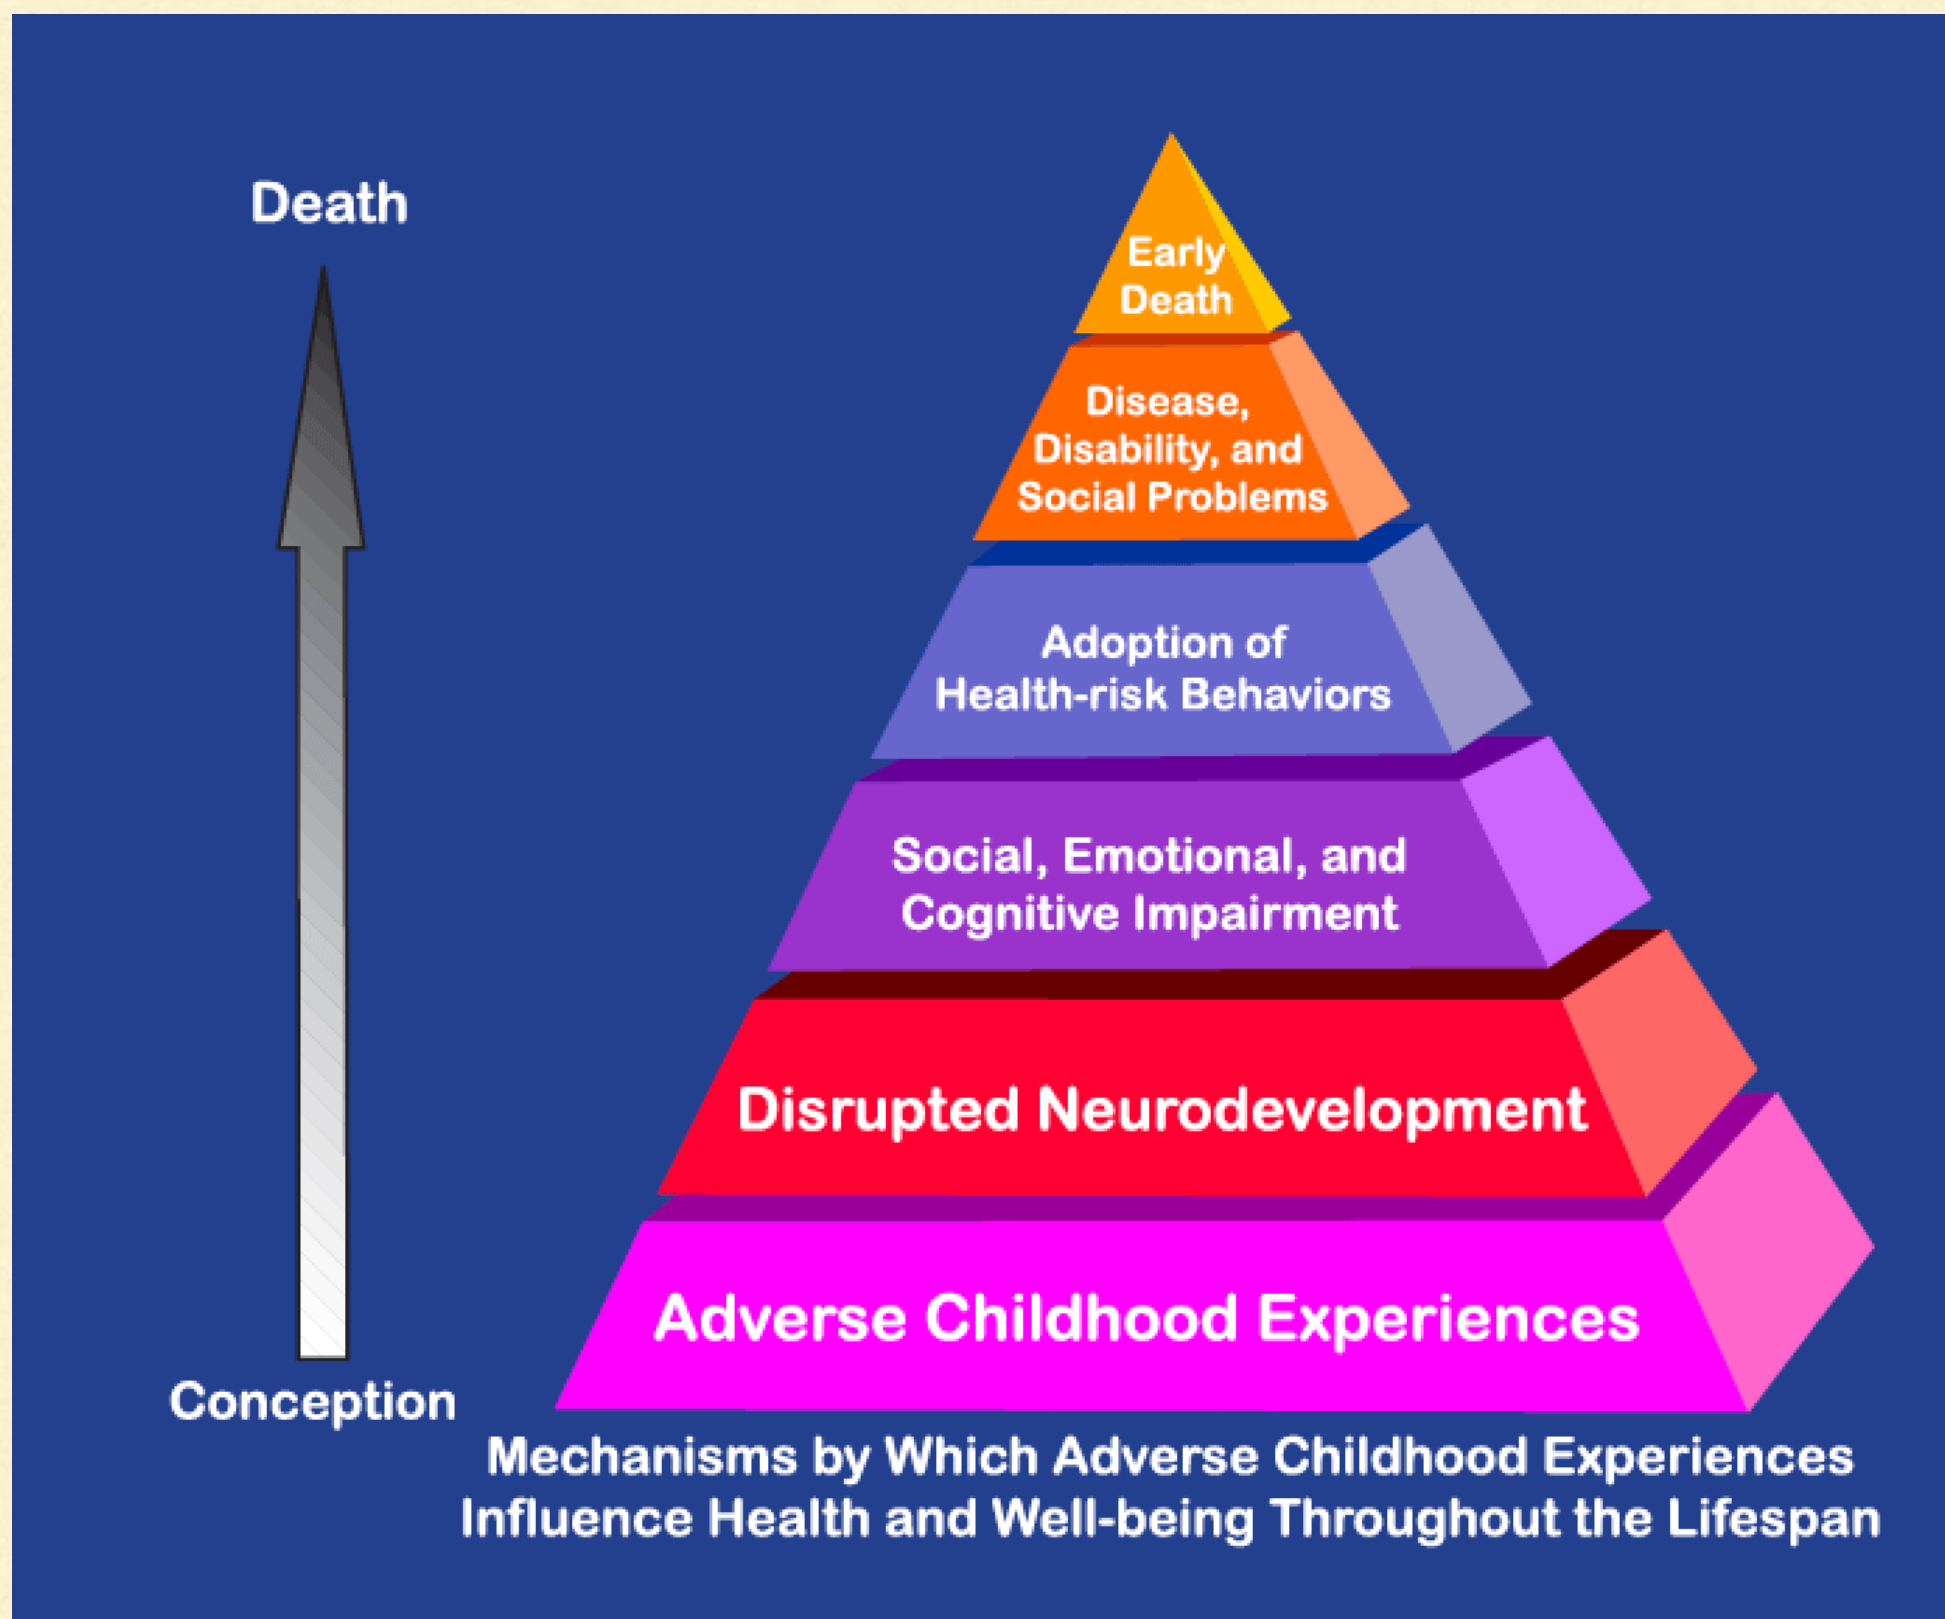 Death
Early
Death
Disease,
Disability, and
Social Problems
Adoption of
Health-risk Behaviors
Social, Emotional, and
Cognitive Impairment
Disrupted Neurodevelopment
Adverse Childhood Experiences
Conception
Mechanisms by Which Adverse Childhood Experiences
Influence Health and Well-being Throughout the Lifespan